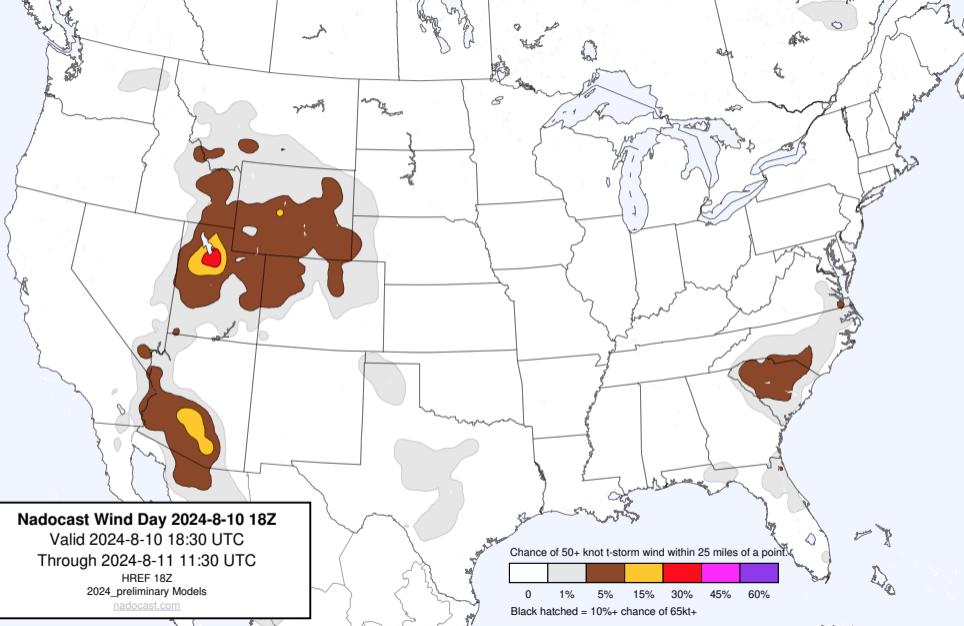 Nadocast Wind Day 2024-8-10 18Z
Valid 2024-8-10 18:30 UTC
Through 2024-8-11 11:30 UTC
HREF 18Z
2024_preliminary Models
nadocast.com
Chance of 50+ knot t-storm wind within 25 miles of a point.
0 1% 5% 15% 30% 45% 60%
Black hatched = 10%+ chance of 65kt+